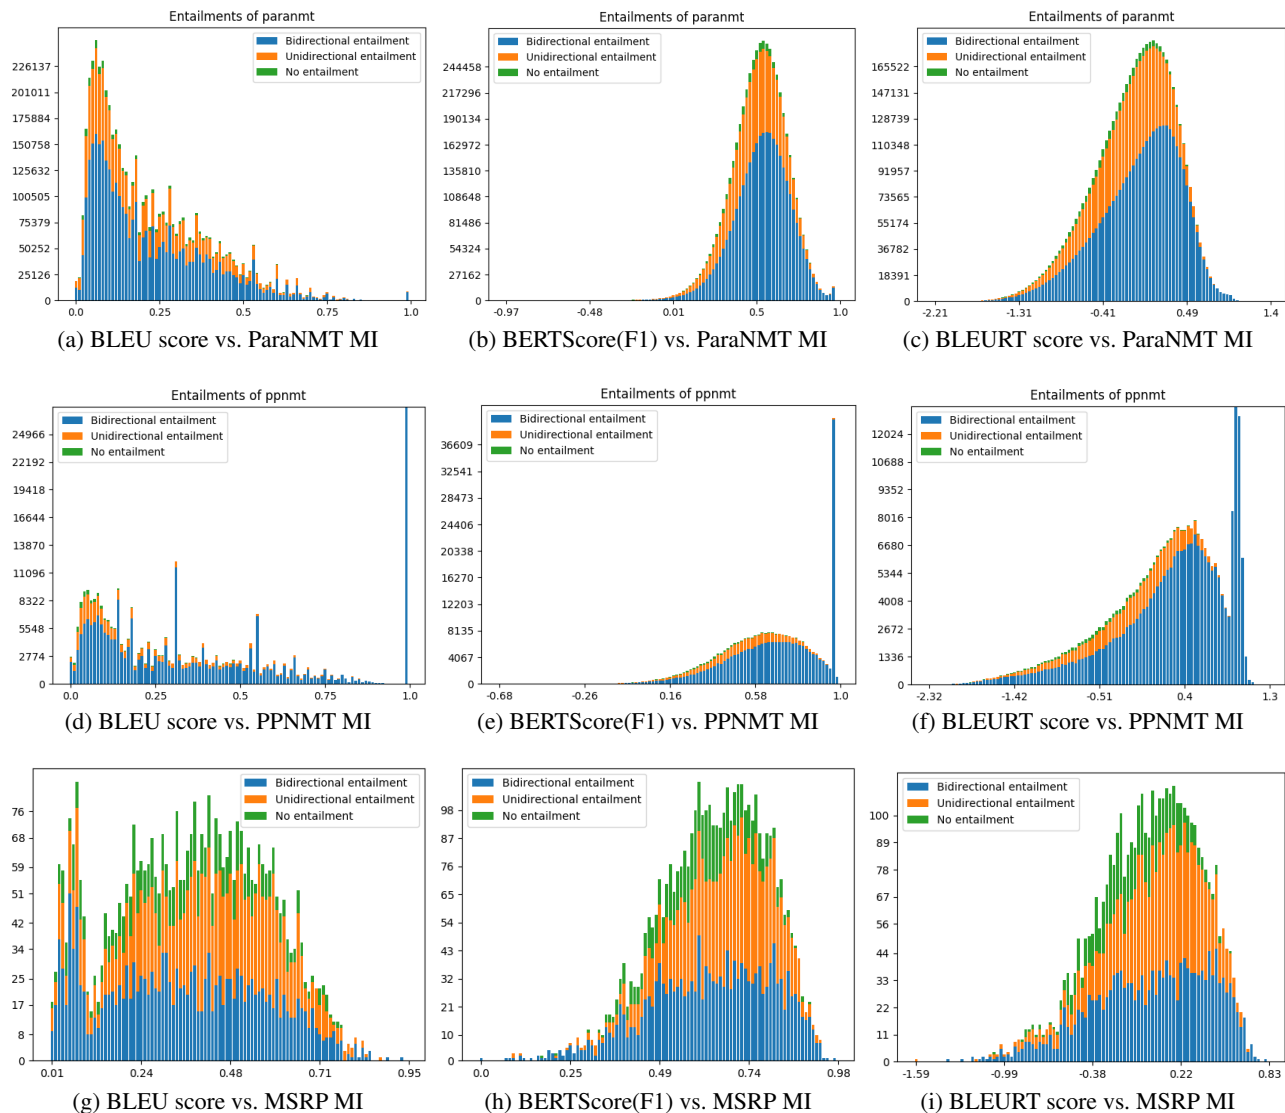 Entailments of paranmt
226137
201011
175884
150758
125632
100505
75379
50252
25126
0
Bidirectional entailment
Unidirectional entailment
No entailment
0.0 0.25 0.5 0.75 1.0
(a) BLEU score vs. ParaNMT MI
Entailments of paranmt
244458
217296
190134
162972
135810
108648
81486
54324
27162
0
Bidirectional entailment
Unidirectional entailment
No entailment
-0.97 -0.48 0.01 0.5 1.0
(b) BERTScore(F1) vs. ParaNMT MI
Entailments of paranmt
165522
147131
128739
110348
91957
73565
55174
36782
18391
0
Bidirectional entailment
Unidirectional entailment
No entailment
-2.21 -1.31 -0.41 0.49 1.4
(c) BLEURT score vs. ParaNMT MI
Entailments of ppnmt
24966
22192
19418
16644
13870
11096
8322
5548
2774
0
Bidirectional entailment
Unidirectional entailment
No entailment
0.0 0.25 0.5 0.75 1.0
(d) BLEU score vs. PPNMT MI
Entailments of ppnmt
36609
32541
28473
24406
20338
16270
12203
8135
4067
0
Bidirectional entailment
Unidirectional entailment
No entailment
-0.68 -0.26 0.16 0.58 1.0
(e) BERTScore(F1) vs. PPNMT MI
Entailments of ppnmt
12024
10688
9352
8016
6680
5344
4008
2672
1336
0
Bidirectional entailment
Unidirectional entailment
No entailment
-2.32 -1.42 -0.51 0.4 1.3
(f) BLEURT score vs. PPNMT MI
76
68
59
51
42
34
25
17
8
0
Bidirectional entailment
Unidirectional entailment
No entailment
0.01 0.24 0.48 0.71 0.95
(g) BLEU score vs. MSRP MI
98
87
76
65
54
43
32
21
10
0
Bidirectional entailment
Unidirectional entailment
No entailment
0.0 0.25 0.49 0.74 0.98
(h) BERTScore(F1) vs. MSRP MI
100
89
78
67
56
44
33
22
11
0
Bidirectional entailment
Unidirectional entailment
No entailment
-1.59 -0.99 -0.38 0.22 0.83
(i) BLEURT score vs. MSRP MI